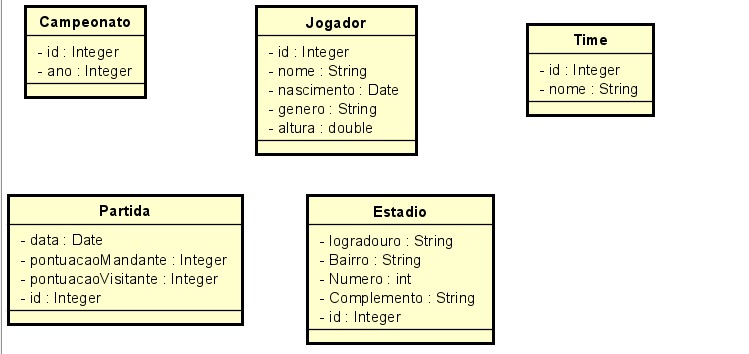 Campeonato
- id : Integer
- ano : Integer
Jogador
- id : Integer
- nome : String
- nascimento : Date
- genero : String
- altura : double
Time
- id : Integer
- nome : String
Partida
- data : Date
- pontuacaoMandante : Integer
- pontuacaoVisitante : Integer
- id : Integer
Estadio
- logradouro : String
- Bairro : String
- Numero : int
- Complemento : String
- id : Integer